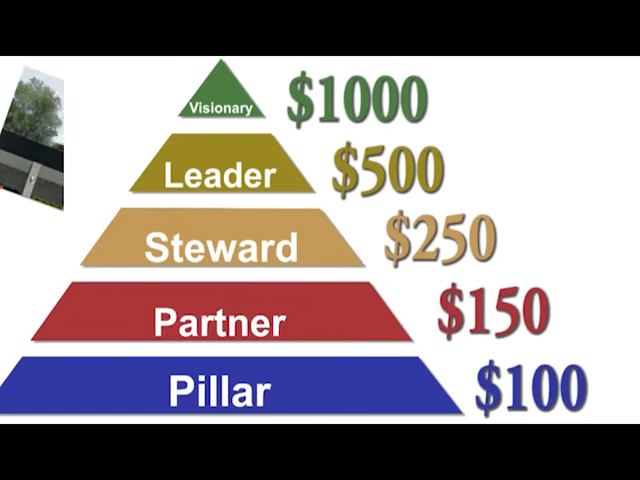 Visionary $1000
Leader $500
Steward $250
Partner $150
Pillar $100